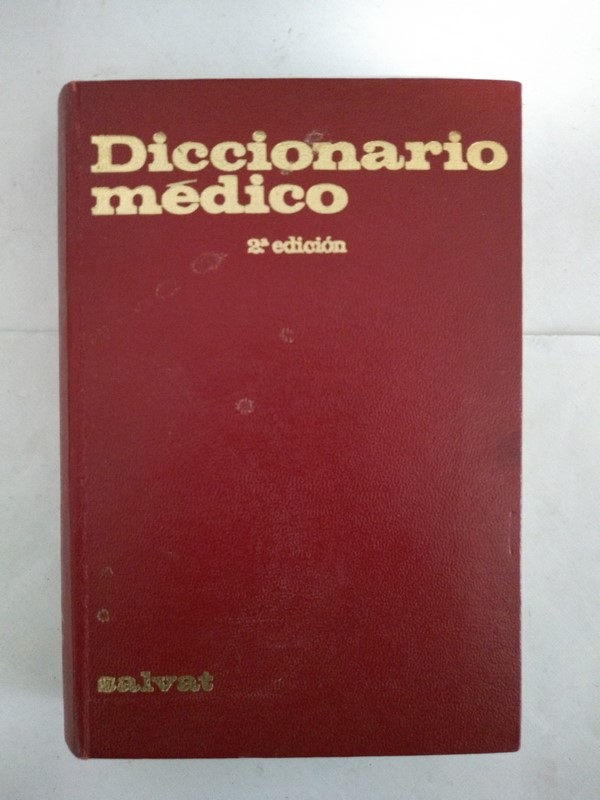 Diccionario
médico
2ª edición
salvat